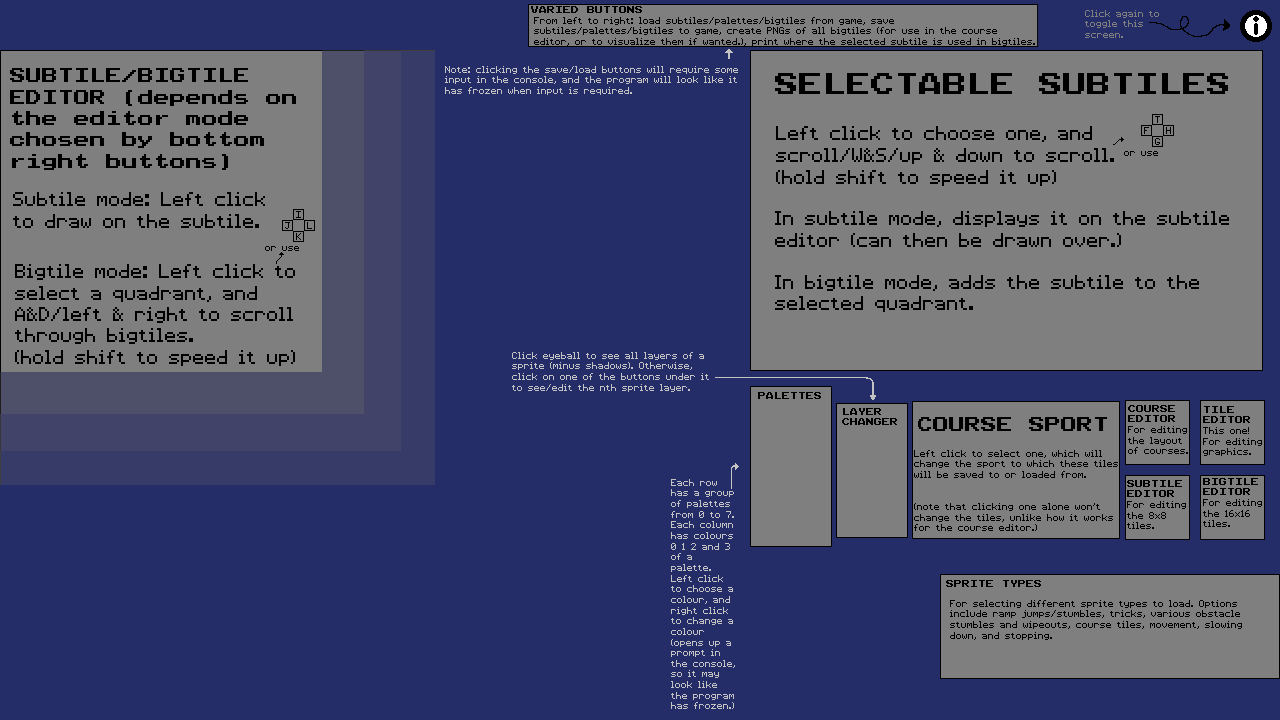 VARIED BUTTONS
From left to right: load subtiles/palettes/bigtiles from game, save
subtiles/palettes/bigtiles to game, create PNGs of all bigtiles (for use in the course
editor, or to visualize them if wanted), print where the selected subtile is used in bigtiles.
Click again to
toggle this
screen.
i
Note: clicking the save/load buttons will require some
input in the console, and the program will look like it
has frozen when input is required.
SUBTILE/BIGTILE
EDITOR (depends on
the editor mode
chosen by bottom
right buttons)
Subtile mode: Left click
to draw on the subtile.
I
J L
K
or use
Bigtile mode: Left click to
select a quadrant, and
A&D/left & right to scroll
through bigtiles.
(hold shift to speed it up)
SELECTABLE SUBTILES
Left click to choose one, and
scroll/W&S/up & down to scroll.
(hold shift to speed it up)
T
F H
G
or use
In subtile mode, displays it on the subtile
editor (can then be drawn over.)
In bigtile mode, adds the subtile to the
selected quadrant.
Click eyeball to see all layers of a
sprite (minus shadows). Otherwise,
click on one of the buttons under it
to see/edit the nth sprite layer.
PALETTES
LAYER
CHANGER
COURSE SPORT
Left click to select one, which will
change the sport to which these tiles
will be saved to or loaded from.
(note that clicking one alone won't
change the tiles, unlike how it works
for the course editor.)
COURSE
EDITOR
For editing
the layout
of courses.
TILE
EDITOR
This one!
For editing
graphics.
SUBTILE
EDITOR
For editing
the 8x8
tiles.
BIGTILE
EDITOR
For editing
the 16x16
tiles.
Each row
has a group
of palettes
from 0 to 7.
Each column
has colours
0 1 2 and 3
of a
palette.
Left click
to choose a
colour, and
right click
to change a
colour
(opens up a
prompt in
the console,
so it may
look like
the program
has frozen.)
SPRITE TYPES
For selecting different sprite types to load. Options
include ramp jumps/stumbles, tricks, various obstacle
stumbles and wipeouts, course tiles, movement, slowing
down, and stopping.